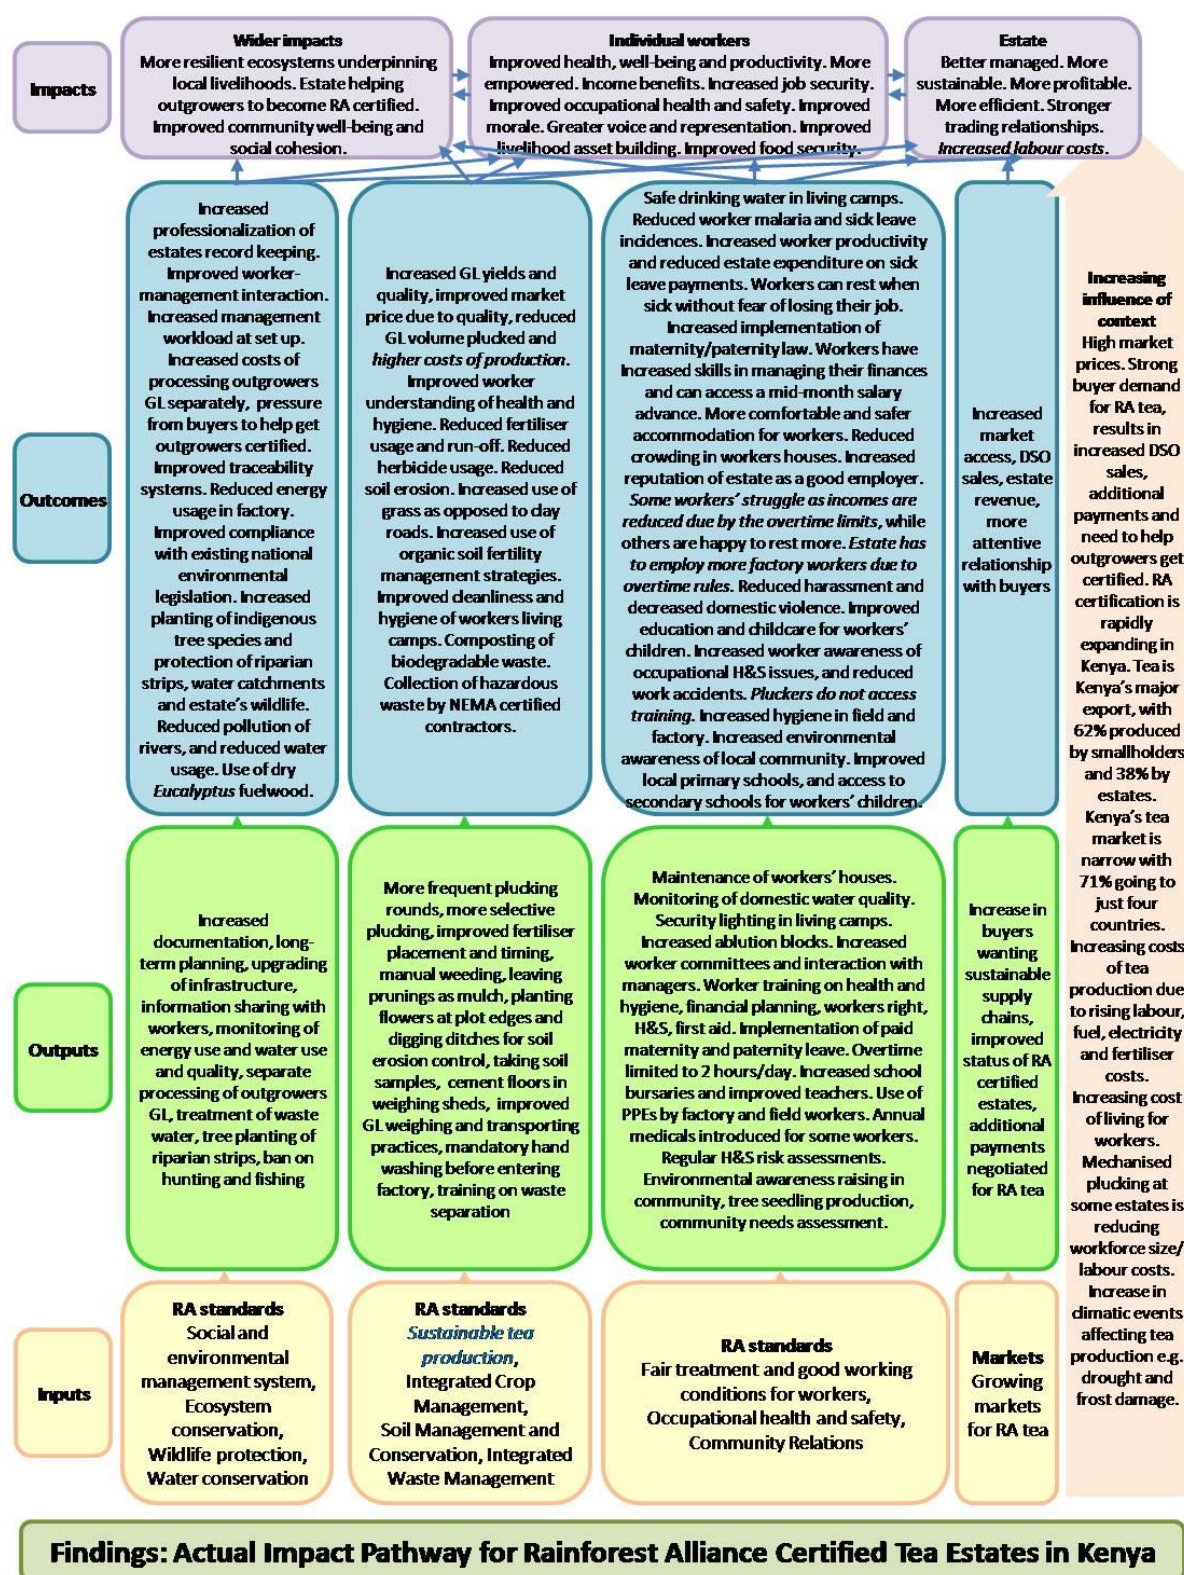 Impacts
Wider impacts
More resilient ecosystems underpinning
local livelihoods. Estate helping
outgrowers to become RA certified.
Improved community well-being and
social cohesion.
Individual workers
Improved health, well-being and productivity. More
empowered. Income benefits. Increased job security.
Improved occupational health and safety. Improved
morale. Greater voice and representation. Improved
livelihood asset building. Improved food security.
Estate
Better managed. More
sustainable. More profitable.
More efficient. Stronger
trading relationships.
Increased labour costs.
Outcomes
Increased
professionalization of
estates record keeping.
Improved worker-
management interaction.
Increased management
workload at set up.
Increased costs of
processing outgrowers
GL separately, pressure
from buyers to help get
outgrowers certified.
Improved traceability
systems. Reduced energy
usage in factory.
Improved compliance
with existing national
environmental
legislation. Increased
planting of indigenous
tree species and
protection of riparian
strips, water catchments
and estate's wildlife.
Reduced pollution of
rivers, and reduced water
usage. Use of dry
Eucalyptus fuelwood.
Increased GL yields and
quality, improved market
price due to quality, reduced
GL volume plucked and
higher costs of production.
Improved worker
understanding of health and
hygiene. Reduced fertiliser
usage and run-off. Reduced
herbicide usage. Reduced
soil erosion. Increased use of
grass as opposed to clay
roads. Increased use of
organic soil fertility
management strategies.
Improved cleanliness and
hygiene of workers living
camps. Composting of
biodegradable waste.
Collection of hazardous
waste by NEMA certified
contractors.
Safe drinking water in living camps.
Reduced worker malaria and sick leave
incidences. Increased worker productivity
and reduced estate expenditure on sick
leave payments. Workers can rest when
sick without fear of losing their job.
Increased implementation of
maternity/paternity law. Workers have
Increased skills in managing their finances
and can access a mid-month salary
advance. More comfortable and safer
accommodation for workers. Reduced
crowding in workers houses. Increased
reputation of estate as a good employer.
Some workers' struggle as incomes are
reduced due by the overtime limits, while
others are happy to rest more. Estate has
to employ more factory workers due to
overtime rules. Reduced harassment and
decreased domestic violence. Improved
education and childcare for workers'
children. Increased worker awareness of
occupational H&S issues, and reduced
work accidents. Pluckers do not access
training. Increased hygiene in field and
factory. Increased environmental
awareness of local community. Improved
local primary schools, and access to
secondary schools for workers' children.
Increased
market
access, DSO
sales, estate
revenue,
more
attentive
relationship
with buyers
Outputs
Increased
documentation, long-
term planning, upgrading
of infrastructure,
information sharing with
workers, monitoring of
energy use and water use
and quality, separate
processing of outgrowers
GL, treatment of waste
water, tree planting of
riparian strips, ban on
hunting and fishing
More frequent plucking
rounds, more selective
plucking, improved fertiliser
placement and timing,
manual weeding, leaving
prunings as mulch, planting
flowers at plot edges and
digging ditches for soil
erosion control, taking soil
samples, cement floors in
weighing sheds, improved
GL weighing and transporting
practices, mandatory hand
washing before entering
factory, training on waste
separation
Maintenance of workers' houses.
Monitoring of domestic water quality.
Security lighting in living camps.
Increased ablution blocks. Increased
worker committees and interaction with
managers. Worker training on health and
hygiene, financial planning, workers right,
H&S, first aid. Implementation of paid
maternity and paternity leave. Overtime
limited to 2 hours/day. Increased school
bursaries and improved teachers. Use of
PPEs by factory and field workers. Annual
medicals introduced for some workers.
Regular H&S risk assessments.
Environmental awareness raising in
community, tree seedling production,
community needs assessment.
Increase in
buyers
wanting
sustainable
supply
chains,
improved
status of RA
certified
estates,
additional
payments
negotiated
for RA tea
Inputs
RA standards
Social and
environmental
management system,
Ecosystem
conservation,
Wildlife protection,
Water conservation
RA standards
Sustainable tea
production,
Integrated Crop
Management,
Soil Management and
Conservation, Integrated
Waste Management
RA standards
Fair treatment and good working
conditions for workers,
Occupational health and safety,
Community Relations
Markets
Growing
markets
for RA tea
Increasing
influence of
context
High market
prices. Strong
buyer demand
for RA tea,
results in
increased DSO
sales,
additional
payments and
need to help
outgrowers get
certified. RA
certification is
rapidly
expanding in
Kenya. Tea is
Kenya's major
export, with
62% produced
by smallholders
and 38% by
estates.
Kenya's tea
market is
narrow with
71% going to
just four
countries.
Increasing costs
of tea
production due
to rising labour,
fuel, electricity
and fertiliser
costs.
Increasing cost
of living for
workers.
Mechanised
plucking at
some estates is
reducing
workforce size/
labour costs.
Increase in
climatic events
affecting tea
production e.g.
drought and
frost damage.
Findings: Actual Impact Pathway for Rainforest Alliance Certified Tea Estates in Kenya